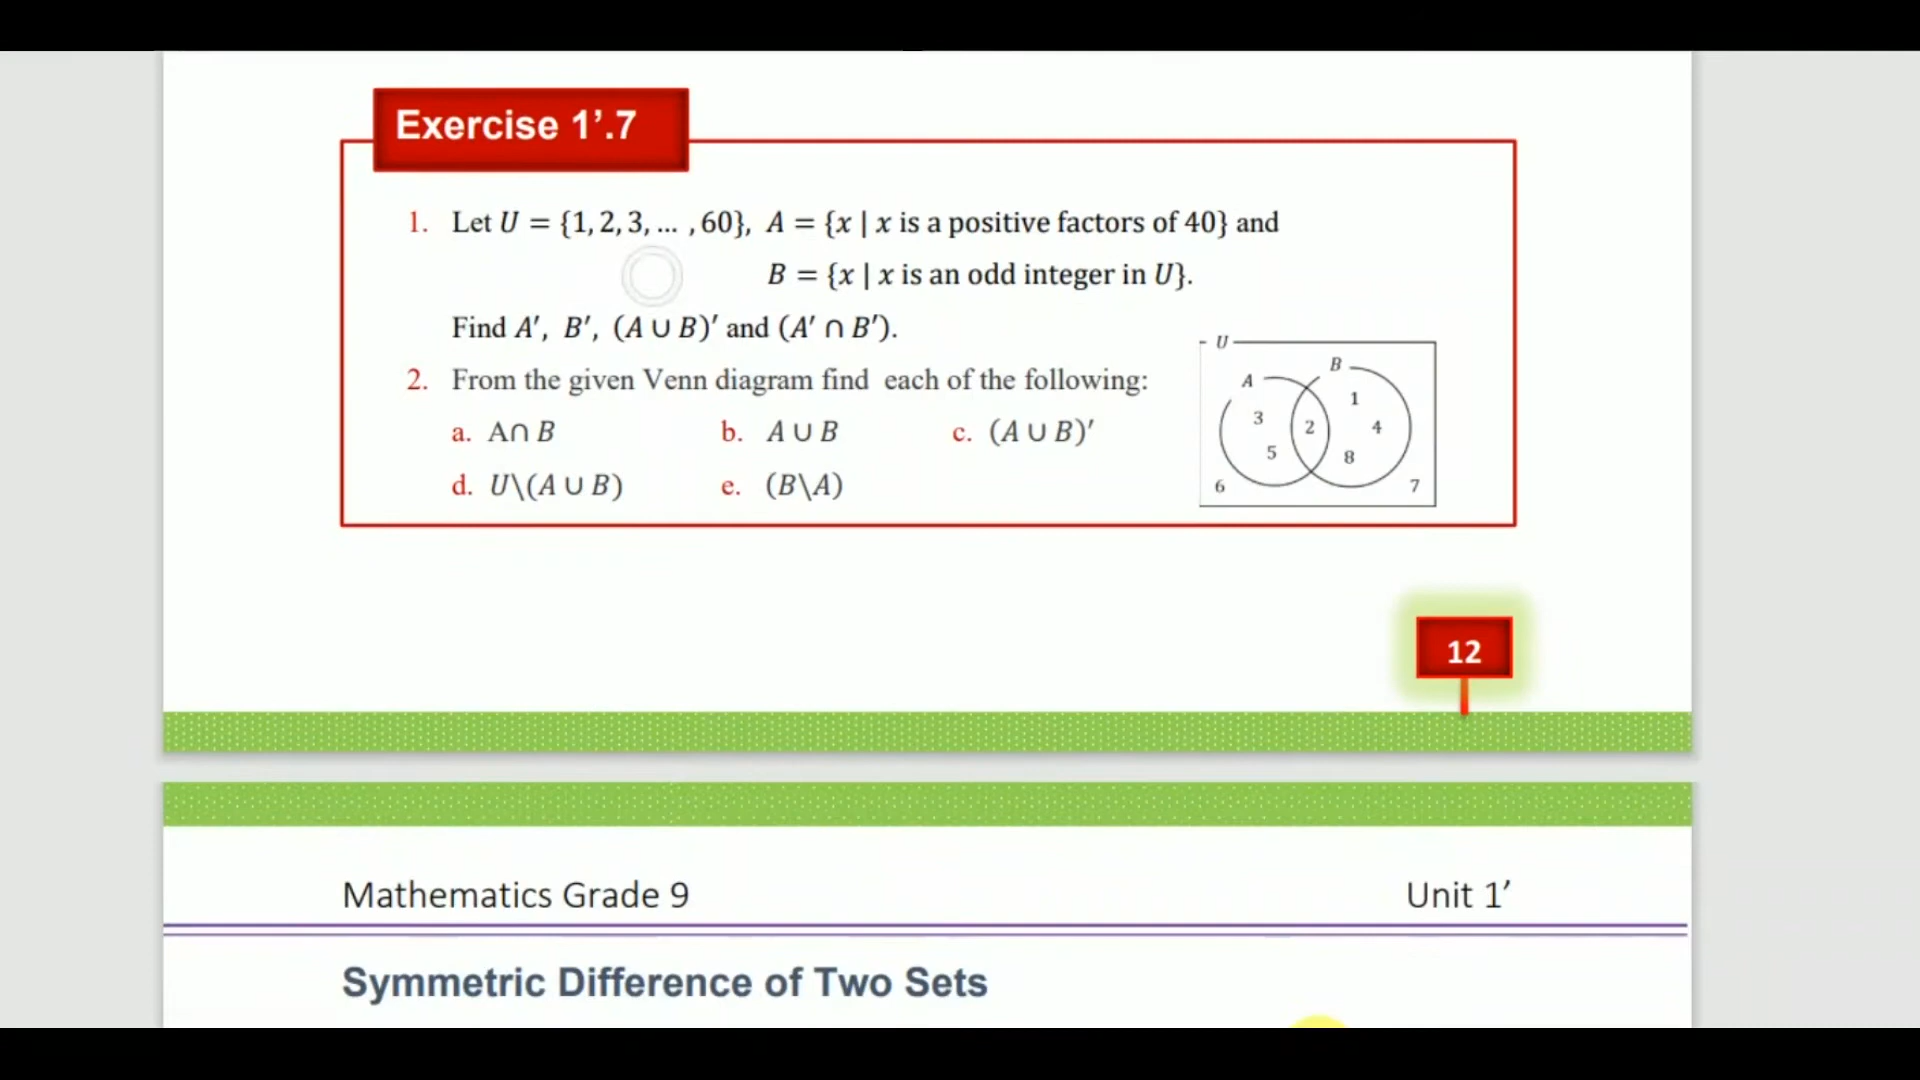 Exercise 1’.7
1. Let U = {1, 2, 3, … , 60}, A = {x | x is a positive factors of 40} and
B = {x | x is an odd integer in U}.
Find A′, B′, (A ∪ B)′ and (A′ ∩ B′).
2. From the given Venn diagram find each of the following:
a. A∩ B b. A ∪ B c. (A ∪ B)′
d. U\(A ∪ B) e. (B\A)
U
B
A
1
3
2
4
5
8
6
7
12
Mathematics Grade 9
Unit 1′
Symmetric Difference of Two Sets